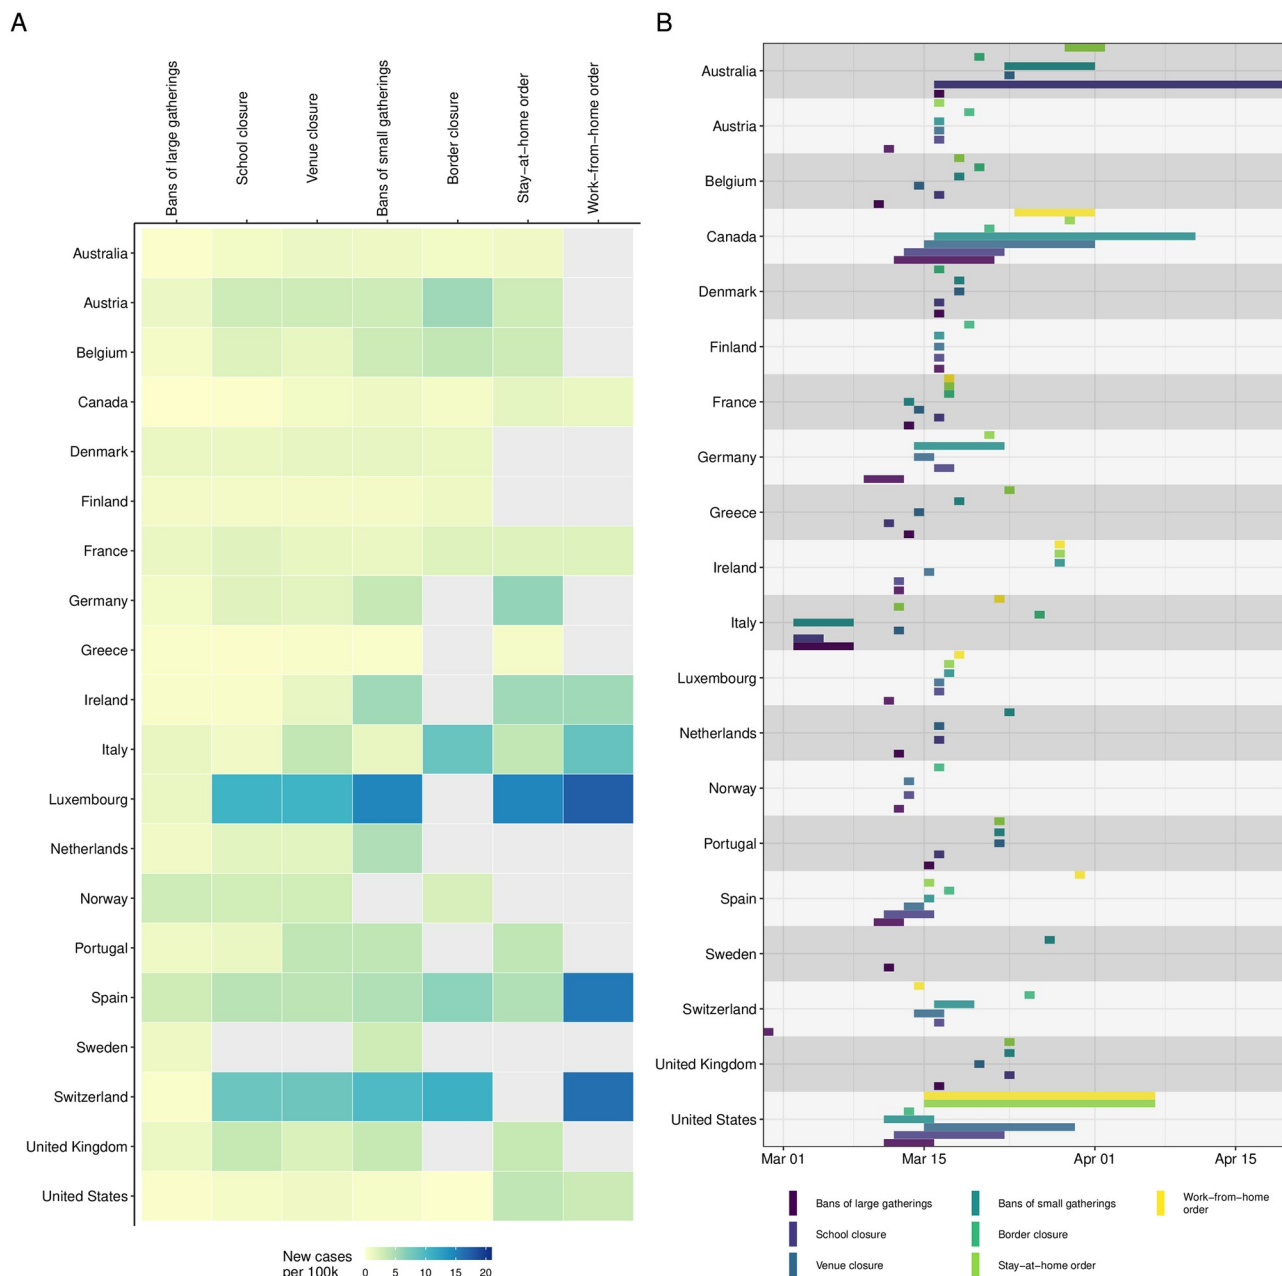 A
B
Bans of large gatherings
School closure
Venue closure
Bans of small gatherings
Border closure
Stay−at−home order
Work−from−home order
Australia
Austria
Belgium
Canada
Denmark
Finland
France
Germany
Greece
Ireland
Italy
Luxembourg
Netherlands
Norway
Portugal
Spain
Sweden
Switzerland
United Kingdom
United States
New cases
per 100k
0 5 10 15 20
Australia
Austria
Belgium
Canada
Denmark
Finland
France
Germany
Greece
Ireland
Italy
Luxembourg
Netherlands
Norway
Portugal
Spain
Sweden
Switzerland
United Kingdom
United States
Mar 01 Mar 15 Apr 01 Apr 15
Bans of large gatherings
School closure
Venue closure
Bans of small gatherings
Border closure
Stay−at−home order
Work−from−home
order